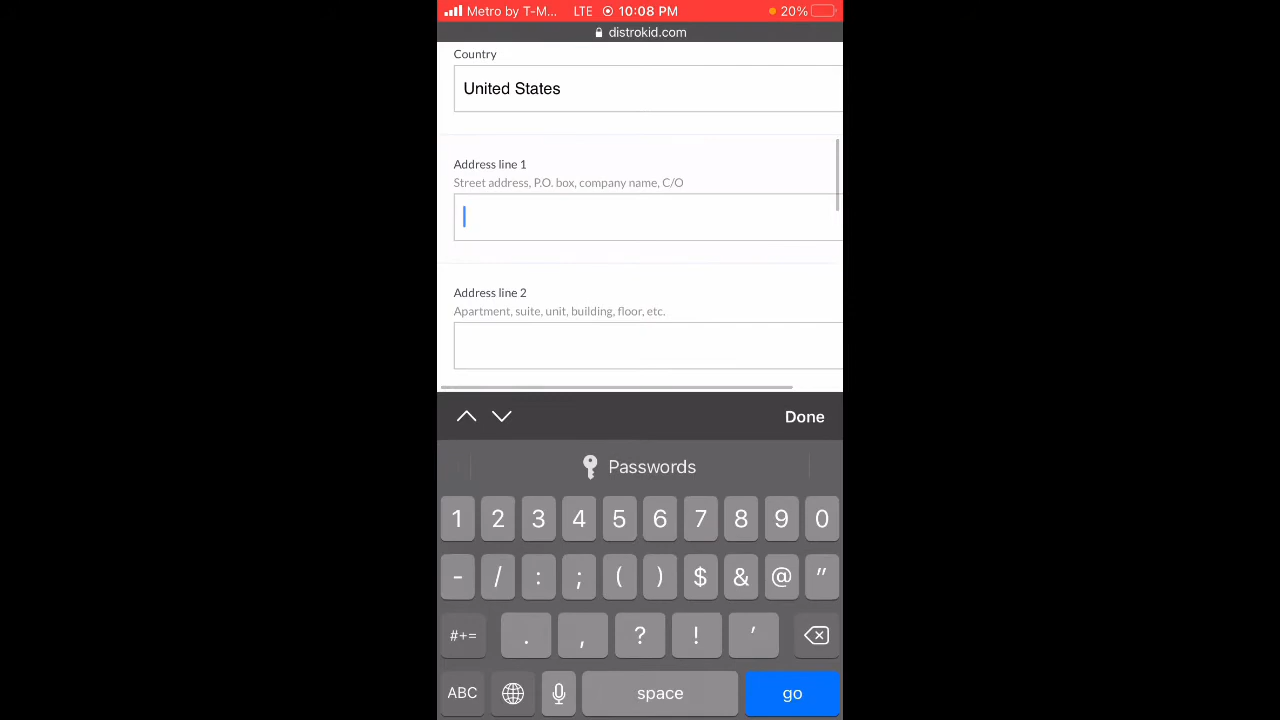 Metro by T-M... LTE 10:08 PM 20%
distrokid.com
Country
United States
Address line 1
Street address, P.O. box, company name, C/O
Address line 2
Apartment, suite, unit, building, floor, etc.
Done
Passwords
1 2 3 4 5 6 7 8 9 0
- / : ; ( ) $ & @ "
#+= . , ? ! '
ABC space go